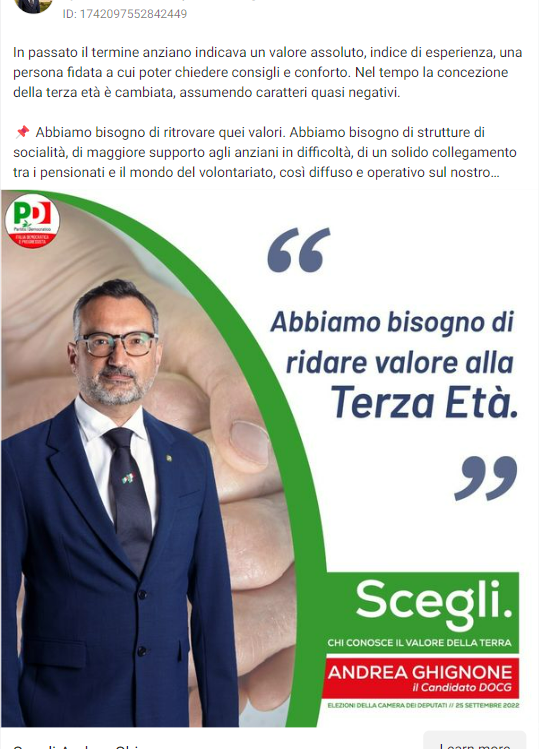 ID: 1742097552842449
In passato il termine anziano indicava un valore assoluto, indice di esperienza, una
persona fidata a cui poter chiedere consigli e conforto. Nel tempo la concezione
della terza età è cambiata, assumendo caratteri quasi negativi.
📌 Abbiamo bisogno di ritrovare quei valori. Abbiamo bisogno di strutture di
socialità, di maggiore supporto agli anziani in difficoltà, di un solido collegamento
tra i pensionati e il mondo del volontariato, così diffuso e operativo sul nostro...
PD
Partito Democratico
ITALIA DEMOCRATICA
E PROGRESSISTA
“
Abbiamo bisogno di
ridare valore alla
Terza Età.
”
Scegli.
CHI CONOSCE IL VALORE DELLA TERRA
ANDREA GHIGNONE
il Candidato DOCG
ELEZIONI DELLA CAMERA DEI DEPUTATI // 25 SETTEMBRE 2022